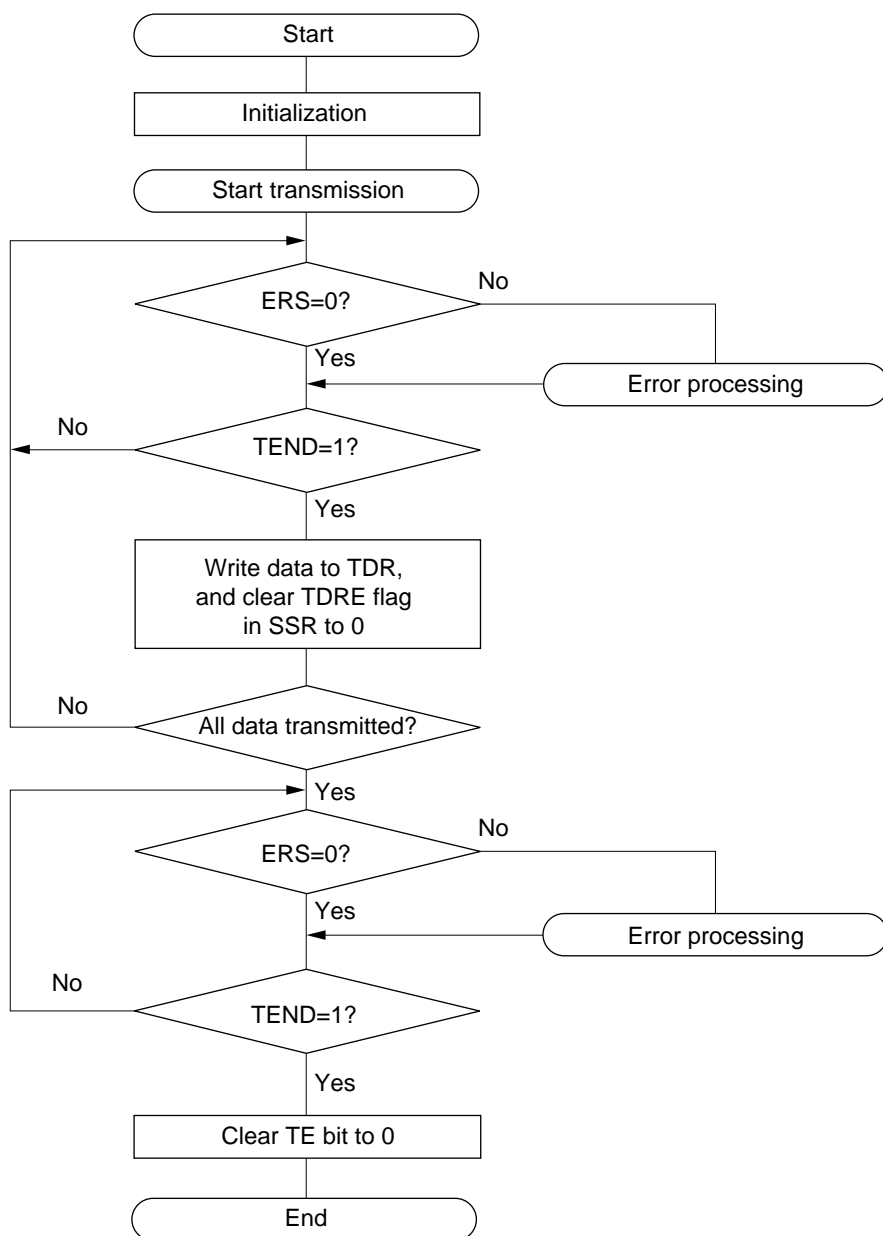 Start
Initialization
Start transmission
ERS=0?
No
Yes
Error processing
No
TEND=1?
Yes
Write data to TDR,
and clear TDRE flag
in SSR to 0
No
All data transmitted?
Yes
ERS=0?
No
Yes
Error processing
No
TEND=1?
Yes
Clear TE bit to 0
End